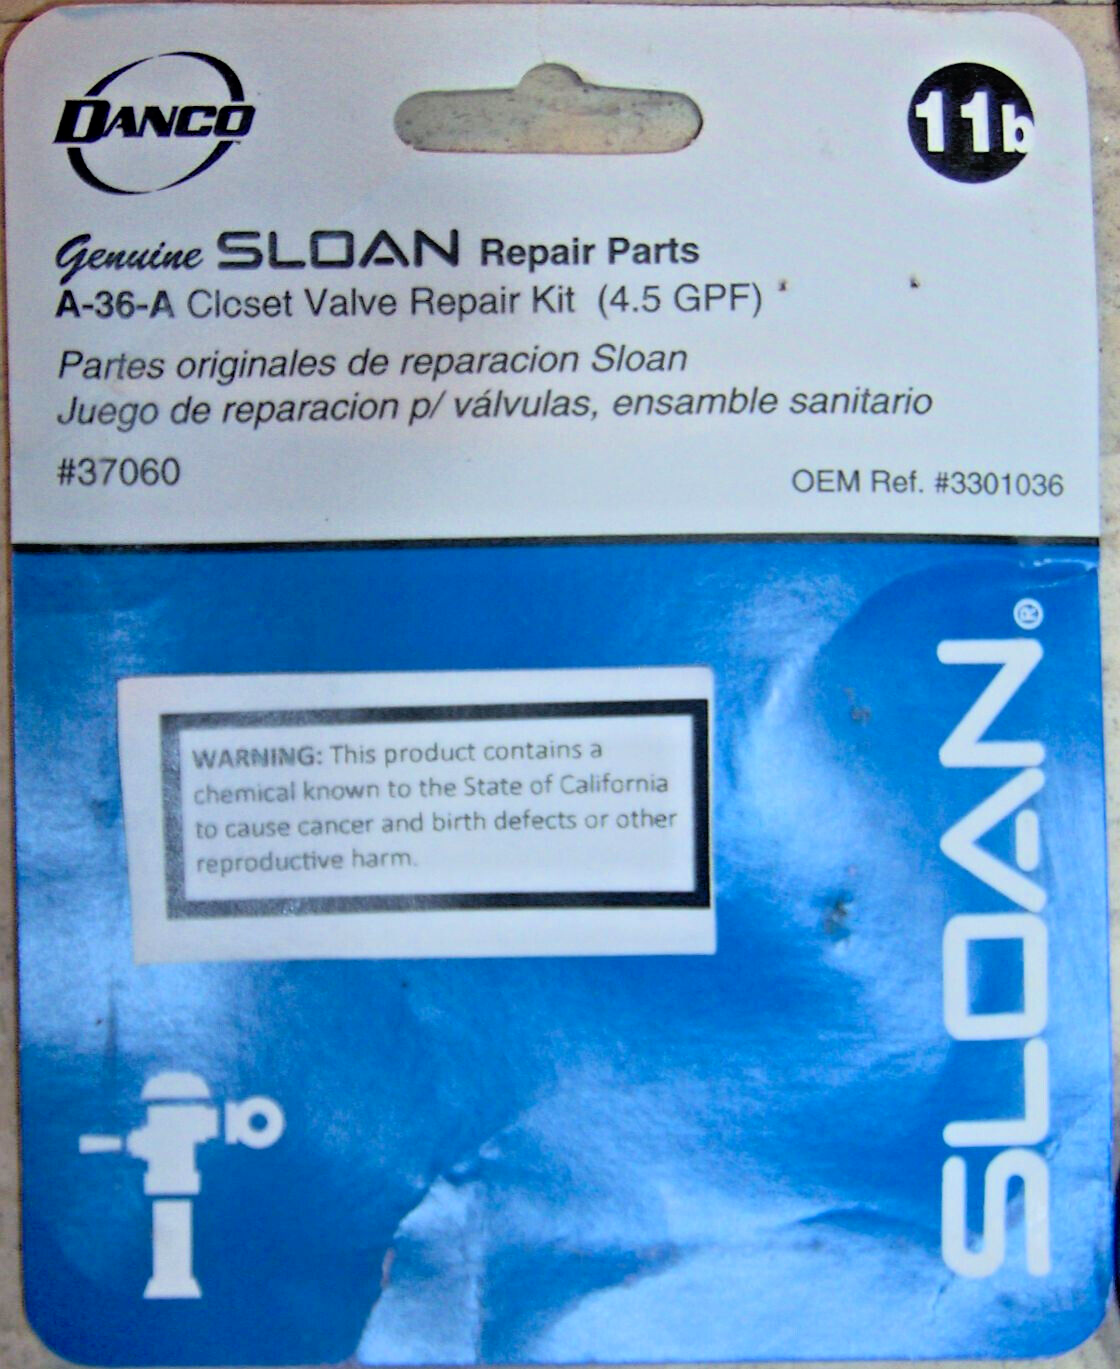 DANCO
11b
Genuine SLOAN Repair Parts
A-36-A Closet Valve Repair Kit (4.5 GPF)
Partes originales de reparacion Sloan
Juego de reparacion p/ válvulas, ensamble sanitario
#37060
OEM Ref. #3301036
WARNING: This product contains a
chemical known to the State of California
to cause cancer and birth defects or other
reproductive harm.
SLOAN®